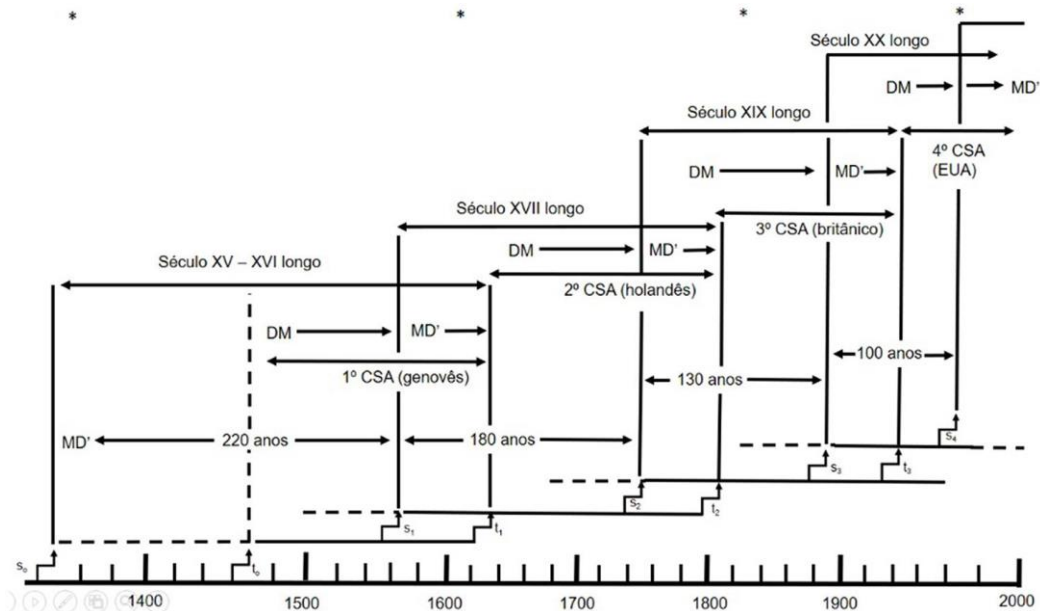 * * * *
Século XX longo
DM MD'
Século XIX longo
4º CSA
(EUA)
DM MD'
Século XVII longo
3º CSA (britânico)
DM MD'
Século XV – XVI longo
2º CSA (holandês)
DM MD'
100 anos
1º CSA (genovês)
130 anos
MD' 220 anos 180 anos
s₄
s₃ t₃
s₂ t₂
s₁ t₁
s₀ t₀
1400 1500 1600 1700 1800 1900 2000